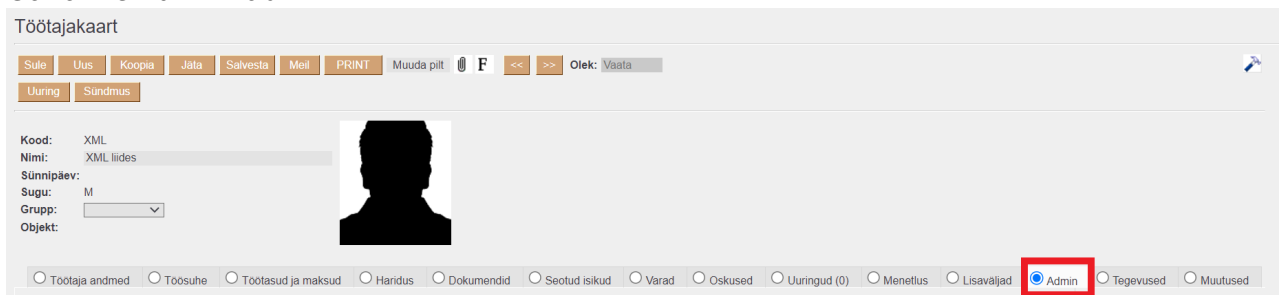 Töötajakaart
Sule Uus Koopia Jäta Salvesta Meil PRINT Muuda pilt F << >> Olek: Vaata
Uuring Sündmus
Kood: XML
Nimi: XML liides
Sünnipäev:
Sugu: M
Grupp:
Objekt:
Töötaja andmed Töösuhe Töötasud ja maksud Haridus Dokumendid Seotud isikud Varad Oskused Uuringud (0) Menetlus Lisaväljad Admin Tegevused Muutused